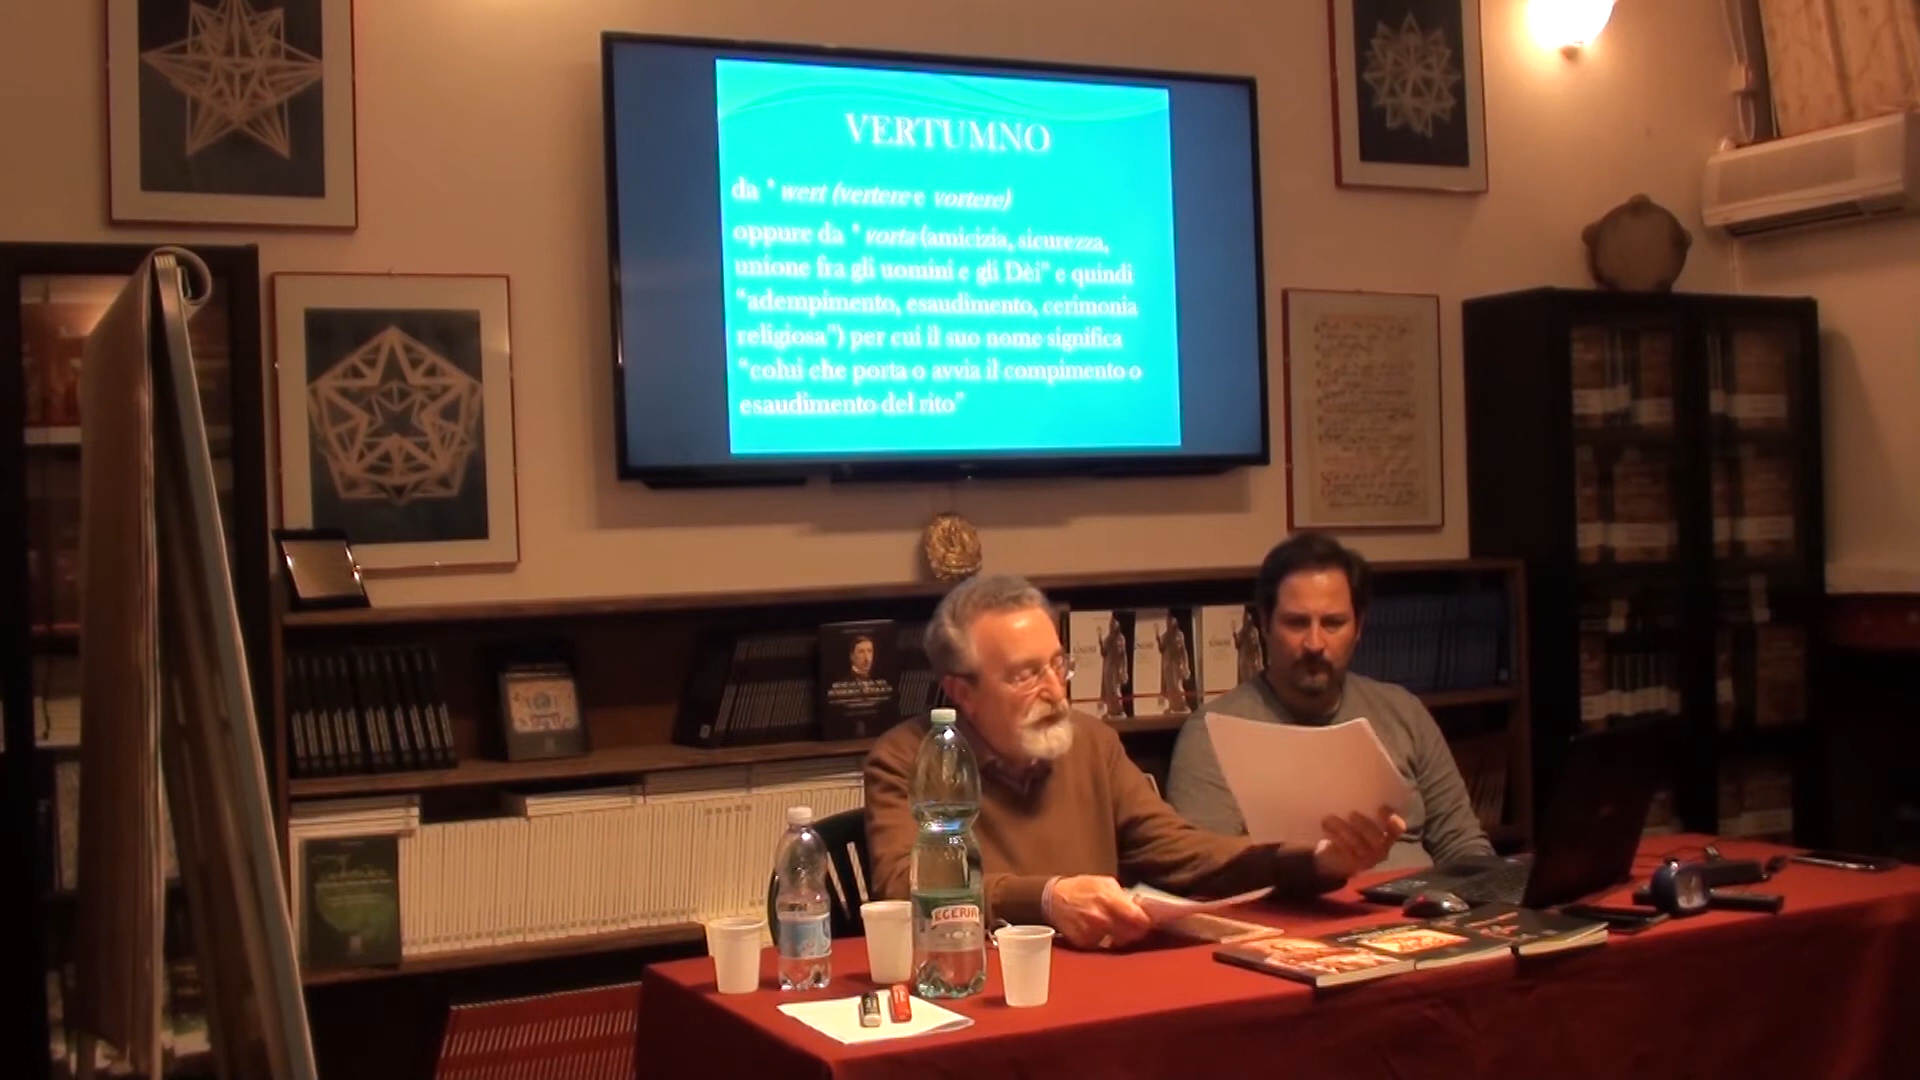 VERTUMNO
da * wert (vertere e vortere)
oppure da * vorta (amicizia, sicurezza,
unione fra gli uomini e gli Dèi" e quindi
"adempimento, esaudimento, cerimonia
religiosa") per cui il suo nome significa
"colui che porta o avvia il compimento o
esaudimento del rito"
EGERIA